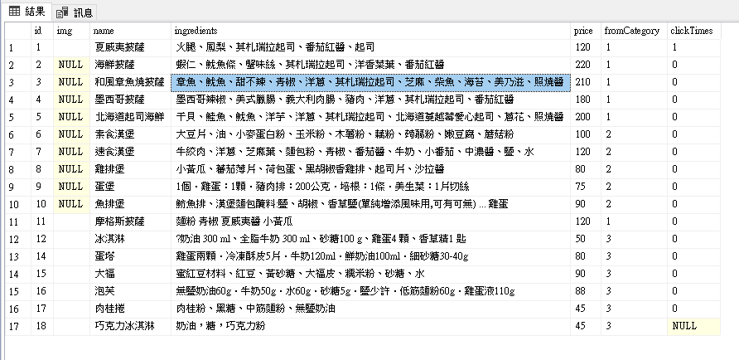 結果 訊息
id img name ingredients price fromCategory clickTimes
1 1 夏威夷披薩 火腿、鳳梨、莫札瑞拉起司、番茄紅醬、起司 120 1 1
2 2 NULL 海鮮披薩 蝦仁、魷魚條、蟹味絲、莫札瑞拉起司、洋香菜葉、番茄紅醬 220 1 0
3 3 NULL 和風章魚燒披薩 章魚、魷魚、甜不辣、青椒、洋蔥、莫札瑞拉起司、芝麻、柴魚、海苔、美乃滋、照燒醬 210 1 0
4 4 NULL 墨西哥披薩 墨西哥辣椒、美式臘腸、義大利肉腸、豬肉、洋蔥、莫札瑞拉起司、番茄紅醬 180 1 0
5 5 NULL 北海道起司海鮮 干貝、鮭魚、魷魚、洋芋、洋蔥、莫札瑞拉起司、北海道蔓越莓愛心起司、蔥花、照燒醬 200 1 0
6 6 NULL 素食漢堡 大豆片、油、小麥蛋白粉、玉米粉、木薯粉、藕粉、蒟蒻粉、嫩豆腐、蘑菇粉 100 2 0
7 7 NULL 速食漢堡 牛絞肉、洋蔥、芝麻葉、麵包粉、青椒、番茄醬、牛奶、小番茄、中濃醬、鹽、水 120 2 0
8 8 NULL 雞排堡 小黃瓜、蕃茄薄片、荷包蛋、黑胡椒香雞排、起司片、沙拉醬 80 2 0
9 9 NULL 蛋堡 1個．雞蛋：1顆．豬肉排：200公克．培根：1條．美生菜：1片切絲 75 2 0
10 10 NULL 魚排堡 鯛魚排、漢堡麵包醃料 鹽、胡椒、香草鹽(單純增添風味用,可有可無) ... 雞蛋 90 2 0
11 11 摩格斯披薩 麵粉 青椒 夏威夷醬 小黃瓜 120 1 0
12 12 冰淇淋 ?奶油 300 ml、全脂牛奶 300 ml、砂糖100 g、雞蛋4 顆、香草精1 匙 50 3 0
13 14 蛋塔 雞蛋兩顆．冷凍酥皮5片．牛奶120ml．鮮奶油100ml．細砂糖30-40g 80 3 0
14 15 大福 蜜紅豆材料、紅豆、黃砂糖、大福皮、糯米粉、砂糖、水 90 3 0
15 16 泡芙 無鹽奶油60g．牛奶50g．水60g．砂糖5g．鹽少許．低筋麵粉60g．雞蛋液110g 88 3 0
16 17 肉桂捲 肉桂粉、黑糖、中筋麵粉、無鹽奶油 45 3 0
17 18 巧克力冰淇淋 奶油，糖，巧克力粉 45 3 NULL